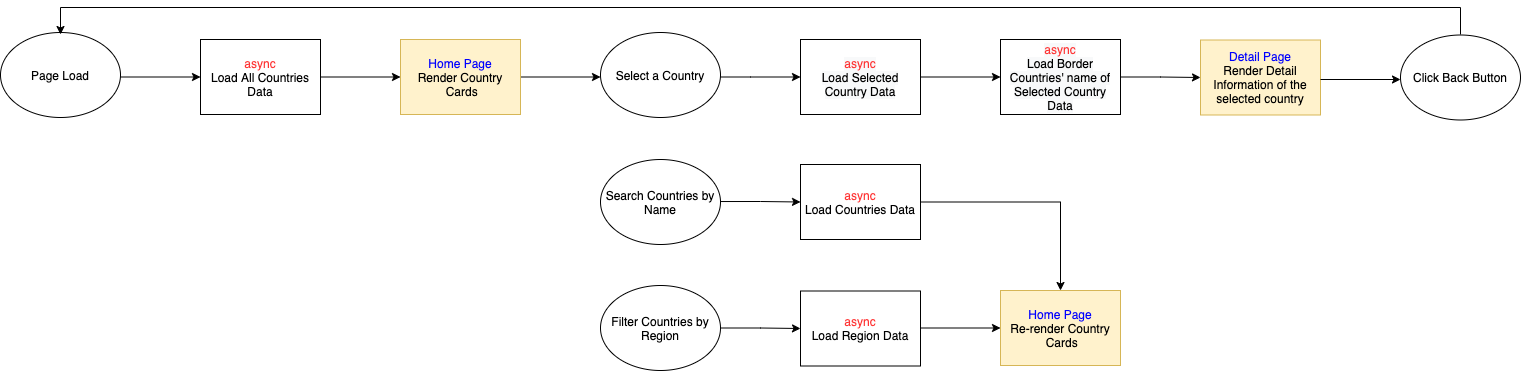 Page Load
async
Load All Countries
Data
Home Page
Render Country
Cards
Select a Country
async
Load Selected
Country Data
async
Load Border
Countries' name of
Selected Country
Data
Detail Page
Render Detail
Information of the
selected country
Click Back Button
Search Countries by
Name
async
Load Countries Data
Filter Countries by
Region
async
Load Region Data
Home Page
Re-render Country
Cards